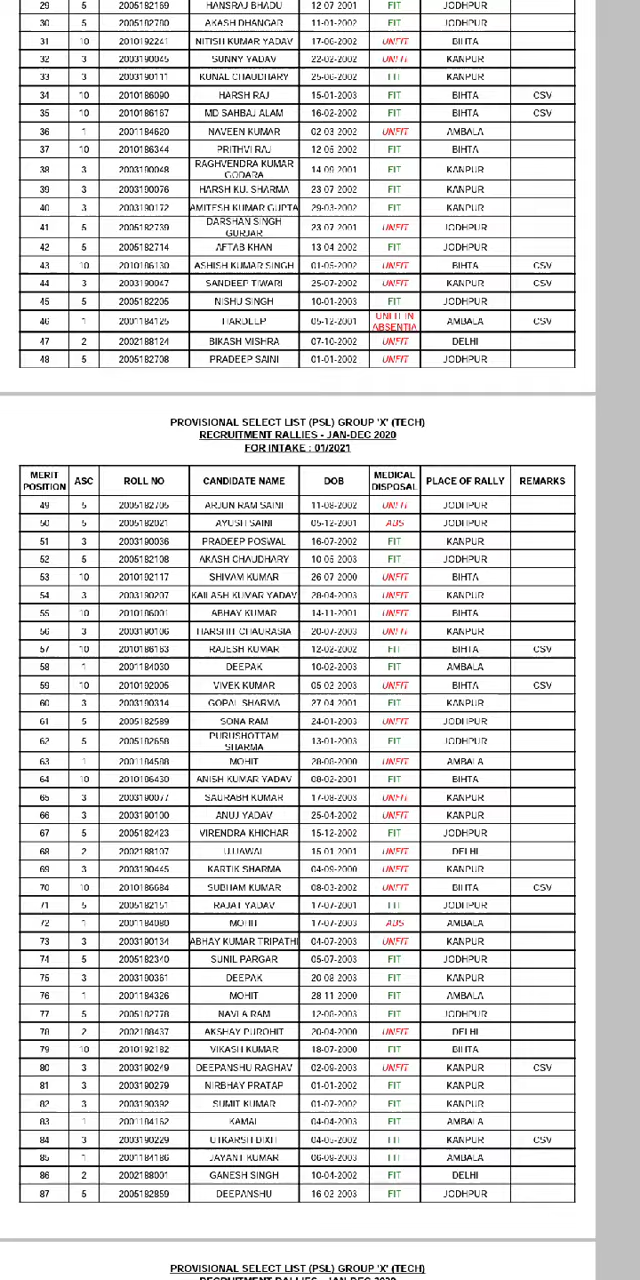 29 5 2005182169 HANSRAJ BHADU 12 07 2001 FIT JODHPUR
30 5 2005182780 AKASH DHANGAR 11-01-2002 FIT JODHPUR
31 10 2010192241 NITISH KUMAR YADAV 17-06-2002 UNFIT BIHTA
32 3 2003190045 SUNNY YADAV 22-02-2002 UNFIT KANPUR
33 3 2003190111 KUNAL CHAUDHARY 25-06-2002 FIT KANPUR
34 10 2010186090 HARSH RAJ 15-01-2003 FIT BIHTA CSV
35 10 2010186167 MD SAHBAJ ALAM 16-02-2002 FIT BIHTA CSV
36 1 2001184620 NAVEEN KUMAR 02 03 2002 UNFIT AMBALA
37 10 2010186344 PRITHVI RAJ 12 05 2002 FIT BIHTA
38 3 2003190048 RAGHVENDRA KUMAR GODARA 14 09 2001 FIT KANPUR
39 3 2003190076 HARSH KU. SHARMA 23 07 2002 FIT KANPUR
40 3 2003190172 AMITESH KUMAR GUPTA 29-03-2002 FIT KANPUR
41 5 2005182739 DARSHAN SINGH GURJAR 23 07 2001 UNFIT JODHPUR
42 5 2005182714 AFTAB KHAN 13 04 2002 FIT JODHPUR
43 10 2010186130 ASHISH KUMAR SINGH 01-05-2002 UNFIT BIHTA CSV
44 3 2003190047 SANDEEP TIWARI 25-07-2002 UNFIT KANPUR CSV
45 5 2005182205 NISHU SINGH 10-01-2003 FIT JODHPUR
46 1 2001184125 HARDEEP 05-12-2001 UNFIT IN ABSENTIA AMBALA CSV
47 2 2002188124 BIKASH MISHRA 07-10-2002 UNFIT DELHI
48 5 2005182708 PRADEEP SAINI 01-01-2002 UNFIT JODHPUR
PROVISIONAL SELECT LIST (PSL) GROUP 'X' (TECH)
RECRUITMENT RALLIES - JAN-DEC 2020
FOR INTAKE : 01/2021
MERIT POSITION ASC ROLL NO CANDIDATE NAME DOB MEDICAL DISPOSAL PLACE OF RALLY REMARKS
49 5 2005182705 ARJUN RAM SAINI 11-08-2002 UNFIT JODHPUR
50 5 2005182021 AYUSH SAINI 05-12-2001 ABS JODHPUR
51 3 2003190036 PRADEEP POSWAL 16-07-2002 FIT KANPUR
52 5 2005182108 AKASH CHAUDHARY 10 05 2003 FIT JODHPUR
53 10 2010192117 SHIVAM KUMAR 26 07 2000 UNFIT BIHTA
54 3 2003190207 KAILASH KUMAR YADAV 28-04-2003 UNFIT KANPUR
55 10 2010186001 ABHAY KUMAR 14-11-2001 UNFIT BIHTA
56 3 2003190106 HARSHIT CHAURASIA 20-07-2003 UNFIT KANPUR
57 10 2010186163 RAJESH KUMAR 12-02-2002 FIT BIHTA CSV
58 1 2001184030 DEEPAK 10-02-2003 FIT AMBALA
59 10 2010192005 VIVEK KUMAR 05 02 2003 UNFIT BIHTA CSV
60 3 2003190314 GOPAL SHARMA 27 04 2001 FIT KANPUR
61 5 2005182589 SONA RAM 24-01-2003 UNFIT JODHPUR
62 5 2005182658 PURUSHOTTAM SHARMA 13-01-2003 FIT JODHPUR
63 1 2001184588 MOHIT 28-08-2000 UNFIT AMBALA
64 10 2010186430 ANISH KUMAR YADAV 08-02-2001 FIT BIHTA
65 3 2003190077 SAURABH KUMAR 17-08-2003 UNFIT KANPUR
66 3 2003190100 ANUJ YADAV 25-04-2002 UNFIT KANPUR
67 5 2005182423 VIRENDRA KHICHAR 15-12-2002 FIT JODHPUR
68 2 2002188107 UJJAWAL 15 01 2001 UNFIT DELHI
69 3 2003190445 KARTIK SHARMA 04-09-2000 UNFIT KANPUR
70 10 2010186684 SUBHAM KUMAR 08-03-2002 UNFIT BIHTA CSV
71 5 2005182151 RAJAT YADAV 17-07-2001 FIT JODHPUR
72 1 2001184080 MOHIT 17-07-2003 ABS AMBALA
73 3 2003190134 ABHAY KUMAR TRIPATHI 04-07-2003 UNFIT KANPUR
74 5 2005182340 SUNIL PARGAR 05-07-2003 FIT JODHPUR
75 3 2003190361 DEEPAK 20 08 2003 FIT KANPUR
76 1 2001184326 MOHIT 28 11 2000 FIT AMBALA
77 5 2005182778 RAM 12-08-2003 FIT JODHPUR
78 2 2002188437 AKSHAY PUROHIT 20-04-2000 UNFIT DELHI
79 10 2010192182 VIKASH KUMAR 18-07-2000 FIT BIHTA
80 3 2003190249 DEEPANSHU RAGHAV 02-09-2003 UNFIT KANPUR CSV
81 3 2003190279 NIRBHAY PRATAP 01-01-2002 FIT KANPUR
82 3 2003190392 SUMIT KUMAR 01-07-2002 FIT KANPUR
83 1 2001184162 KAMAL 04-04-2003 FIT AMBALA
84 3 2003190229 UTKARSH DIXIT 04-05-2002 FIT KANPUR CSV
85 1 2001184186 JAYANT KUMAR 06-09-2003 FIT AMBALA
86 2 2002188001 GANESH SINGH 10-04-2002 FIT DELHI
87 5 2005182859 DEEPANSHU 16 02 2003 FIT JODHPUR
PROVISIONAL SELECT LIST (PSL) GROUP 'X' (TECH)
RECRUITMENT RALLIES - JAN-DEC 2020